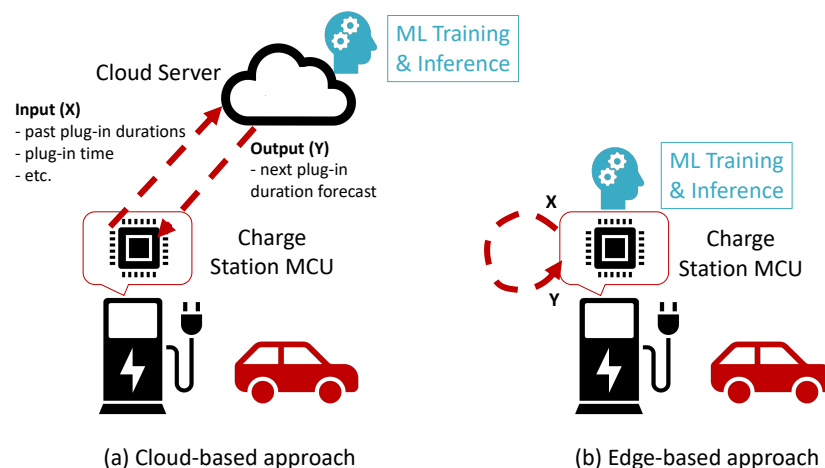 ML Training
& Inference
Cloud Server
Input (X)
- past plug-in durations
- plug-in time
- etc.
Output (Y)
- next plug-in
duration forecast
Charge
Station MCU
(a) Cloud-based approach
ML Training
& Inference
X
Charge
Station MCU
Y
(b) Edge-based approach